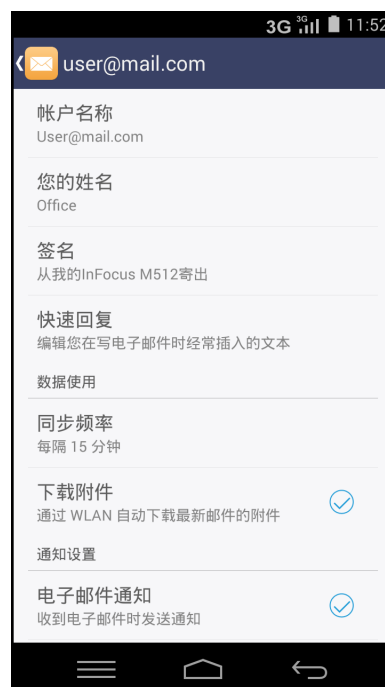 3G 3G 11:52
user@mail.com
帐户名称
User@mail.com
您的姓名
Office
签名
从我的InFocus M512寄出
快速回复
编辑您在写电子邮件时经常插入的文本
数据使用
同步频率
每隔 15 分钟
下载附件
通过 WLAN 自动下载最新邮件的附件
通知设置
电子邮件通知
收到电子邮件时发送通知